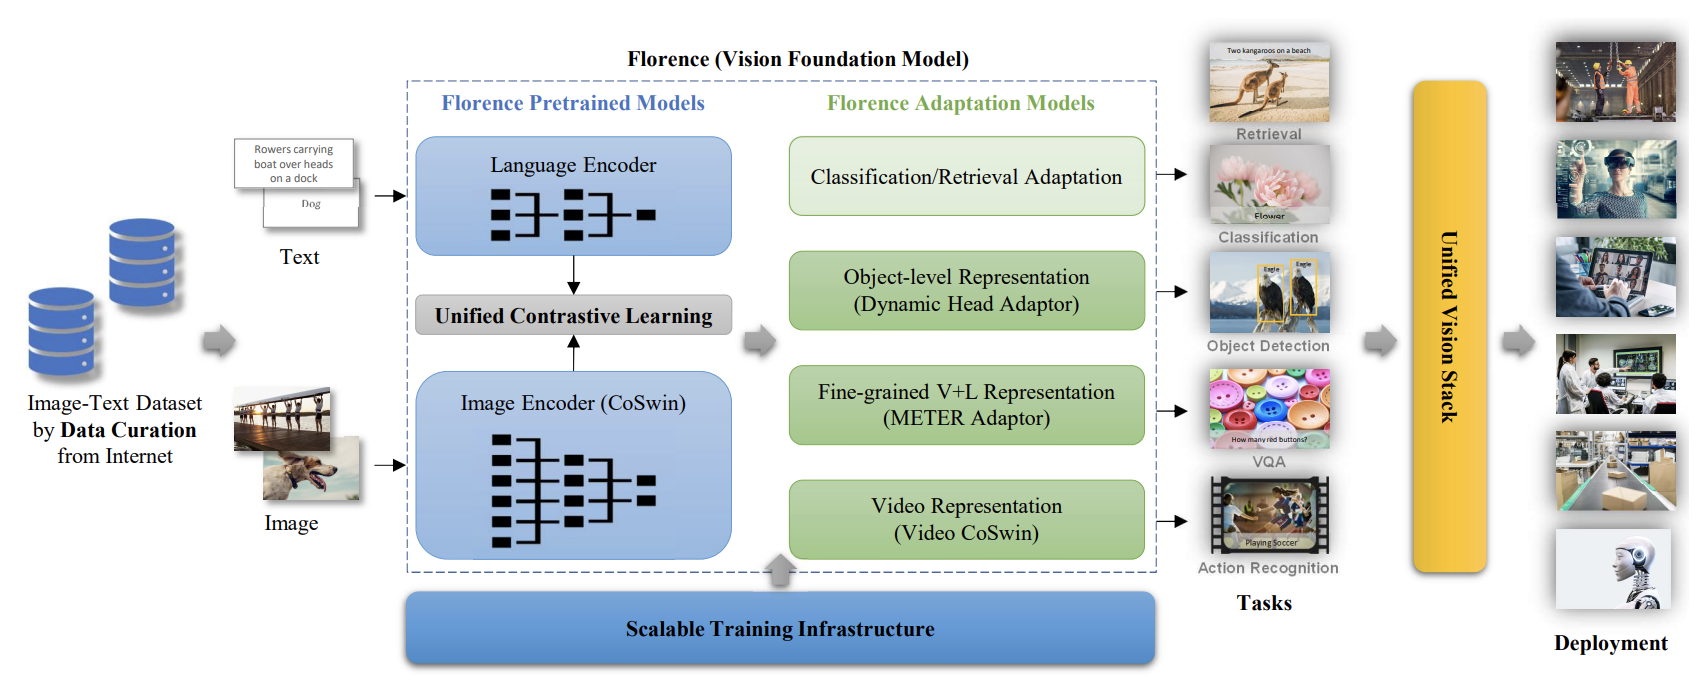 Florence (Vision Foundation Model)
Florence Pretrained Models
Florence Adaptation Models
Rowers carrying
boat over heads
on a dock
Dog
Text
Image-Text Dataset
by Data Curation
from Internet
Image
Language Encoder
Unified Contrastive Learning
Image Encoder (CoSwin)
Classification/Retrieval Adaptation
Object-level Representation
(Dynamic Head Adaptor)
Fine-grained V+L Representation
(METER Adaptor)
Video Representation
(Video CoSwin)
Scalable Training Infrastructure
Two kangaroos on a beach
Retrieval
Flower
Classification
Eagle
Eagle
Object Detection
How many red buttons?
VQA
Playing Soccer
Action Recognition
Tasks
Unified Vision Stack
Deployment